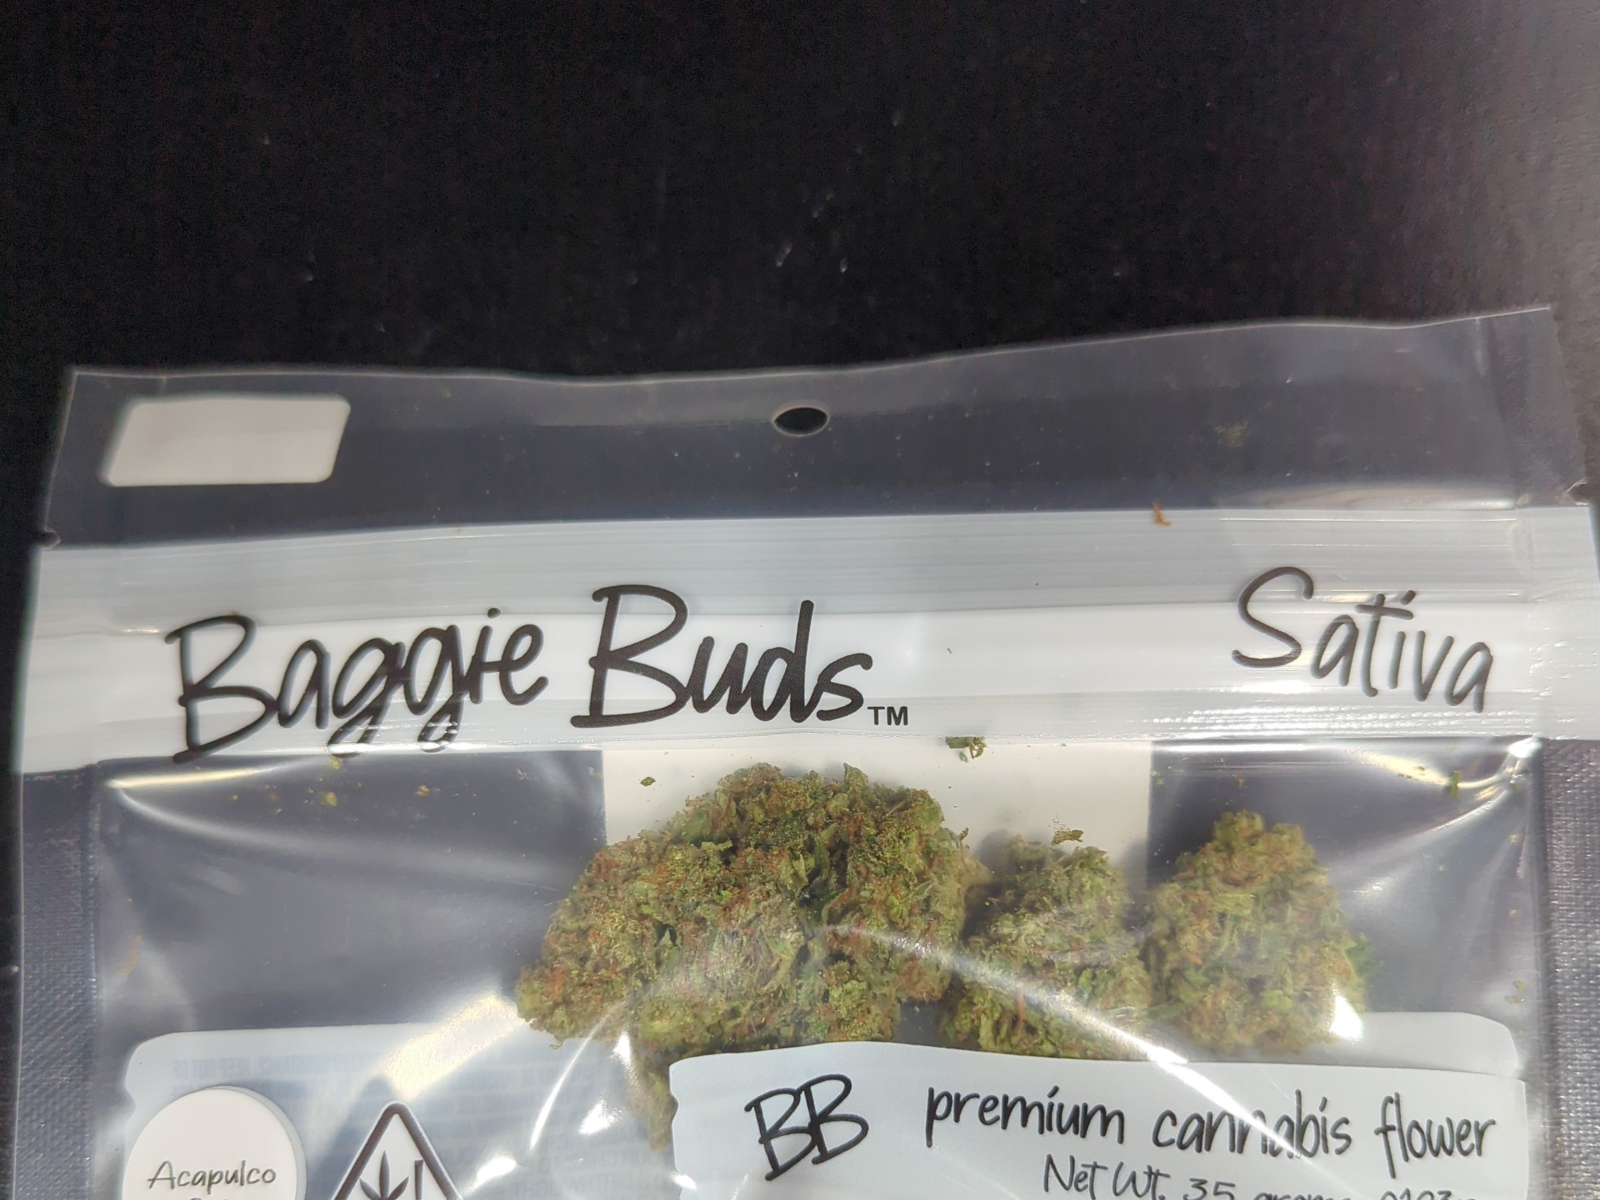 Baggie Buds™
Sativa
BB premium cannabis flower
Net Wt. 3.5
Acapulco